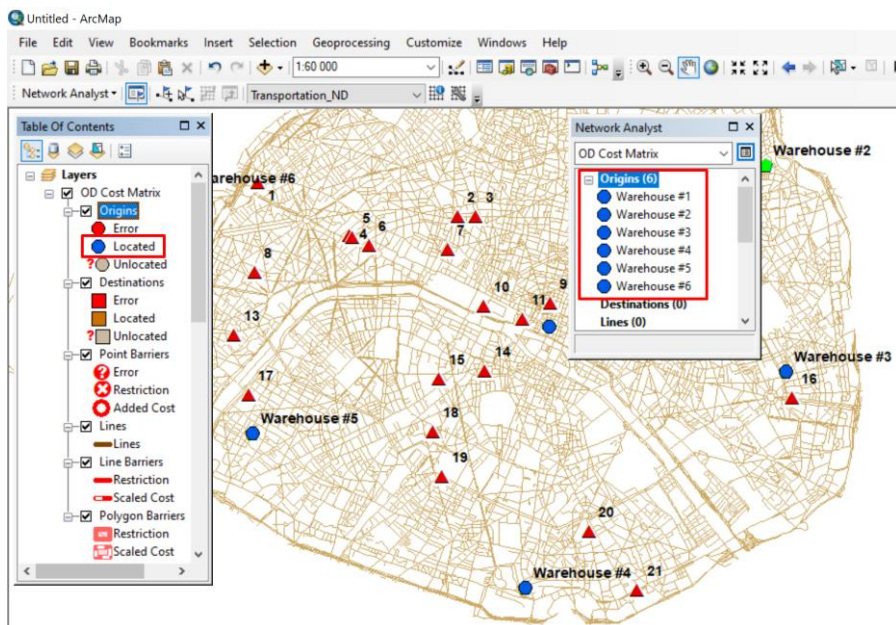 Untitled - ArcMap
File Edit View Bookmarks Insert Selection Geoprocessing Customize Windows Help
1:60 000
Network Analyst Transportation_ND
Table Of Contents
Layers
OD Cost Matrix
Origins
Error
Located
? Unlocated
Destinations
Error
Located
? Unlocated
Point Barriers
? Error
Restriction
Added Cost
Lines
Lines
Line Barriers
Restriction
Scaled Cost
Polygon Barriers
Restriction
Scaled Cost
Network Analyst
OD Cost Matrix
Origins (6)
Warehouse #1
Warehouse #2
Warehouse #3
Warehouse #4
Warehouse #5
Warehouse #6
Destinations (0)
Lines (0)
Warehouse #2
arehouse #6
1
2 3
5
4 6
7
8
9
10
11
13
14
15
Warehouse #3
16
17
Warehouse #5
18
19
20
Warehouse #4
21